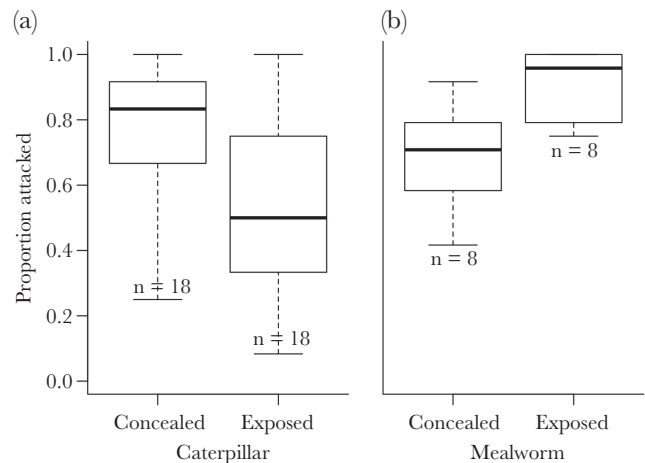 (a)
(b)
Proportion attacked
1.0
0.8
0.6
0.4
0.2
0.0
n = 18
n = 18
n = 8
n = 8
Concealed Exposed
Caterpillar
Concealed Exposed
Mealworm